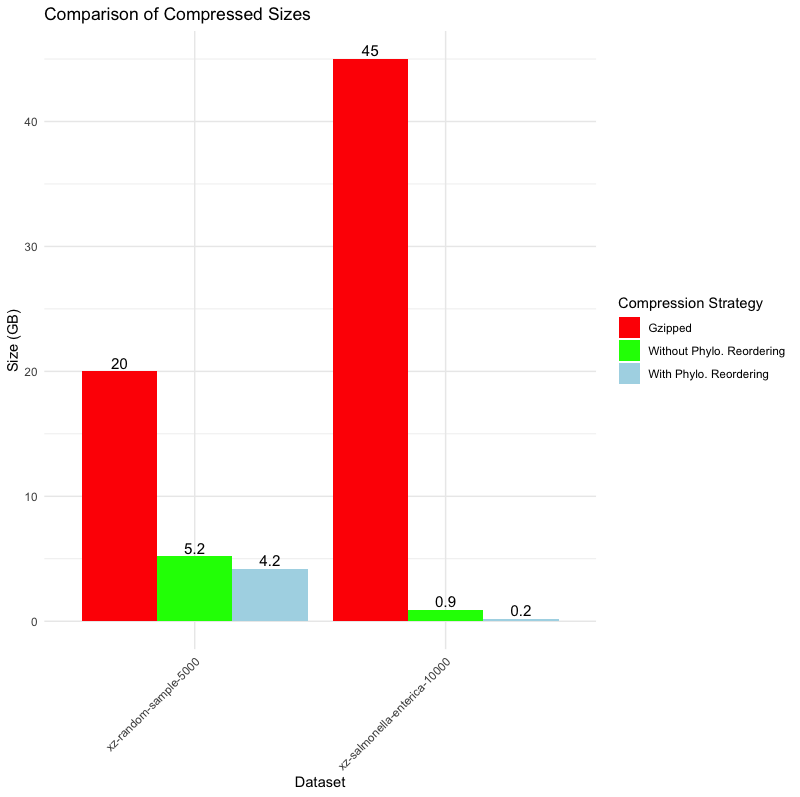 Comparison of Compressed Sizes
Size (GB)
40
30
20
10
0
20
5.2
4.2
45
0.9
0.2
xz-random-sample-5000
xz-salmonella-enterica-10000
Dataset
Compression Strategy
Gzipped
Without Phylo. Reordering
With Phylo. Reordering